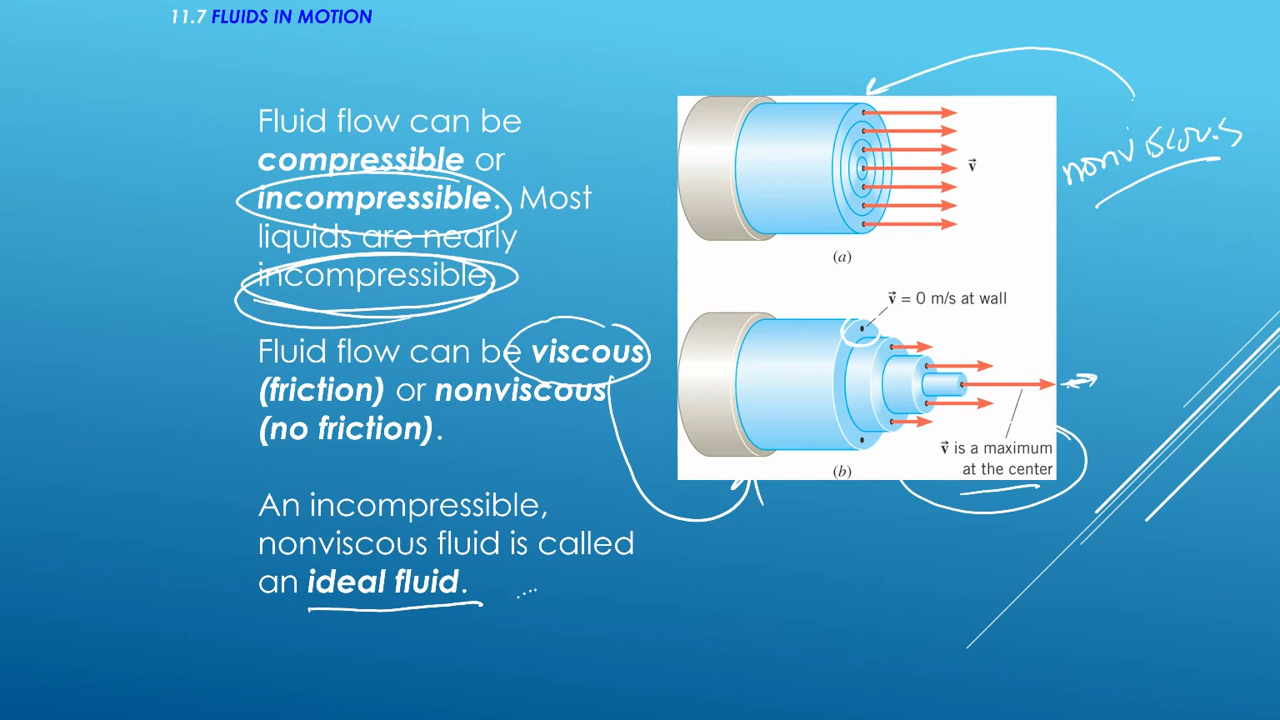 11.7 FLUIDS IN MOTION
Fluid flow can be
compressible or
incompressible. Most
liquids are nearly
incompressible.
Fluid flow can be viscous
(friction) or nonviscous
(no friction).
An incompressible,
nonviscous fluid is called
an ideal fluid.
nonviscous
v⃗
(a)
v⃗ = 0 m/s at wall
v⃗ is a maximum
at the center
(b)